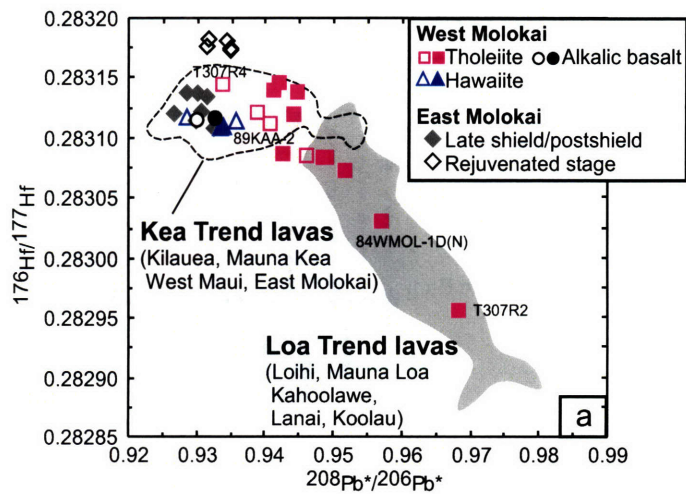 0.28320
0.28315
0.28310
0.28305
0.28300
0.28295
0.28290
0.28285
176Hf/177Hf
West Molokai
Tholeiite
Alkalic basalt
Hawaiite
East Molokai
Late shield/postshield
Rejuvenated stage
T307R4
89KAA-2
Kea Trend lavas
(Kilauea, Mauna Kea
West Maui, East Molokai)
84WMOL-1D(N)
T307R2
Loa Trend lavas
(Loihi, Mauna Loa
Kahoolawe,
Lanai, Koolau)
a
0.92 0.93 0.94 0.95 0.96 0.97 0.98 0.99
208Pb*/206Pb*